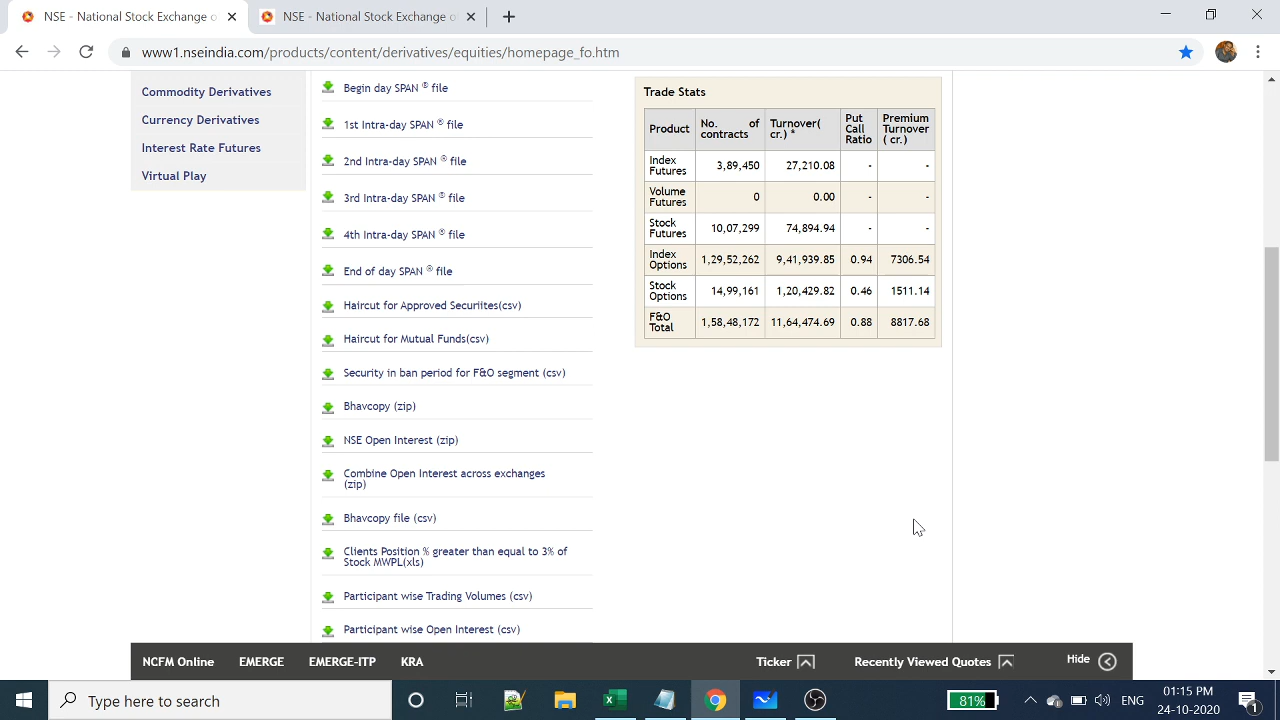 NSE - National Stock Exchange o
NSE - National Stock Exchange o
www1.nseindia.com/products/content/derivatives/equities/homepage_fo.htm
Commodity Derivatives
Currency Derivatives
Interest Rate Futures
Virtual Play
Begin day SPAN ® file
1st Intra-day SPAN ® file
2nd Intra-day SPAN ® file
3rd Intra-day SPAN ® file
4th Intra-day SPAN ® file
End of day SPAN ® file
Haircut for Approved Securiites(csv)
Haircut for Mutual Funds(csv)
Security in ban period for F&O segment (csv)
Bhavcopy (zip)
NSE Open Interest (zip)
Combine Open Interest across exchanges
(zip)
Bhavcopy file (csv)
Clients Position % greater than equal to 3% of
Stock MWPL(xls)
Participant wise Trading Volumes (csv)
Participant wise Open Interest (csv)
Trade Stats
Product No. of contracts Turnover( cr.) * Put Call Ratio Premium Turnover ( cr.)
Index Futures 3,89,450 27,210.08 - -
Volume Futures 0 0.00 - -
Stock Futures 10,07,299 74,894.94 - -
Index Options 1,29,52,262 9,41,939.85 0.94 7306.54
Stock Options 14,99,161 1,20,429.82 0.46 1511.14
F&O Total 1,58,48,172 11,64,474.69 0.88 8817.68
NCFM Online EMERGE EMERGE-ITP KRA Ticker Recently Viewed Quotes Hide
Type here to search
81%
ENG
01:15 PM
24-10-2020
1